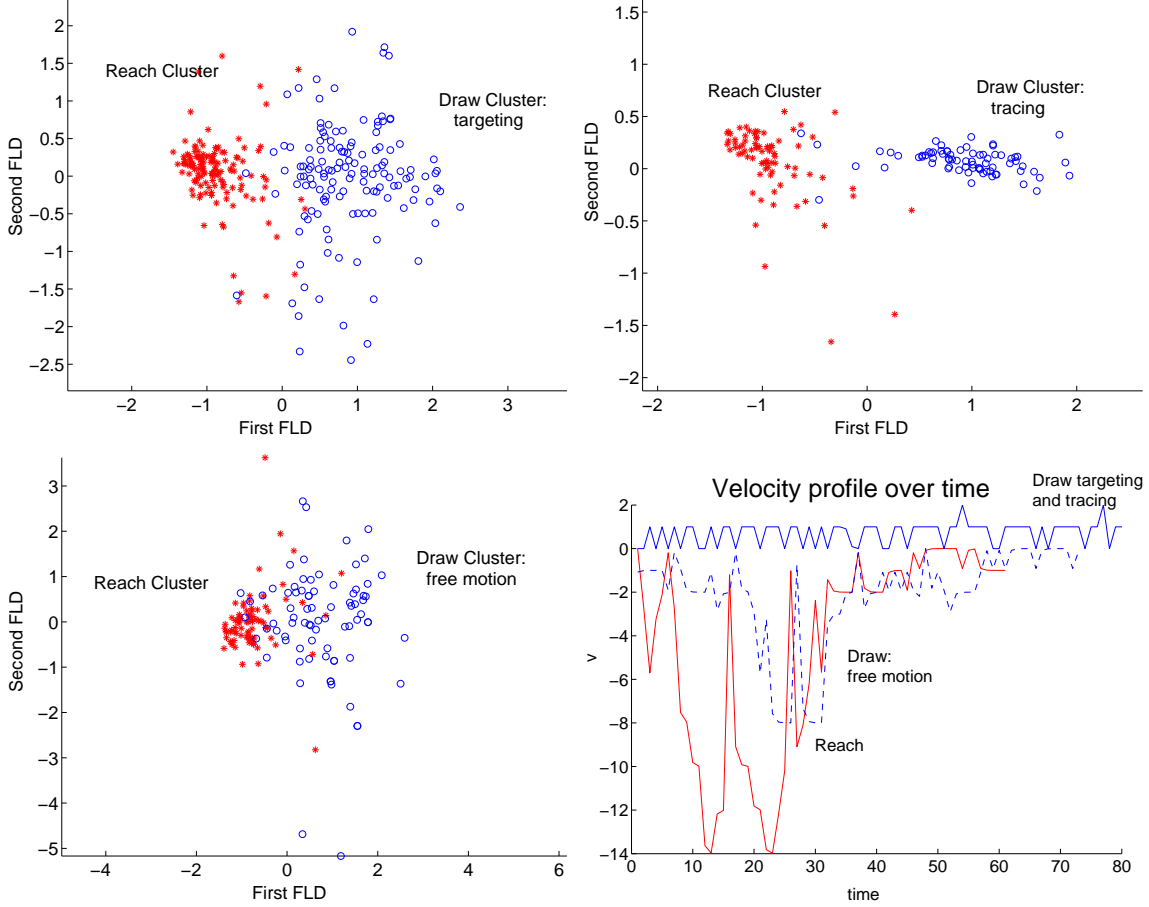 2
1.5
1
0.5
0
−0.5
−1
−1.5
−2
−2.5
Second FLD
Reach Cluster
Draw Cluster:
targeting
−2
−1
0
1
2
3
First FLD
1.5
1
0.5
0
−0.5
−1
−1.5
−2
Second FLD
Reach Cluster
Draw Cluster:
tracing
−2
−1
0
1
2
First FLD
3
2
1
0
−1
−2
−3
−4
−5
Second FLD
Reach Cluster
Draw Cluster:
free motion
−4
−2
0
2
4
6
First FLD
Velocity profile over time
Draw targeting
and tracing
2
0
−2
−4
−6
−8
−10
−12
−14
v
Draw:
free motion
Reach
0
10
20
30
40
50
60
70
80
time